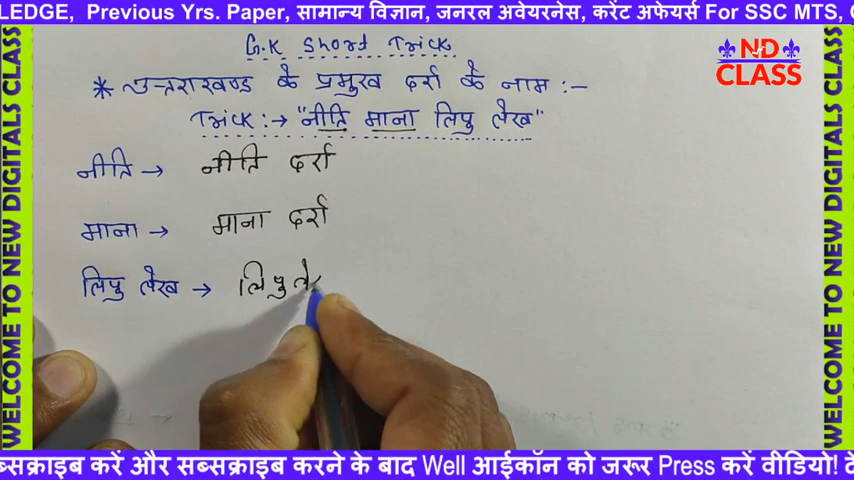 LEDGE, Previous Yrs. Paper, सामान्य विज्ञान, जनरल अवेयरनेस, करेंट अफेयर्स For SSC MTS,
G.K Short Trick
ND
CLASS
* उत्तराखण्ड के प्रमुख दर्रा के नाम :-
Trick :→ "नीति माना लिपु लेख"
नीति → नीति दर्रा
माना → माना दर्रा
लिपु लेख → लिपु ले
WELCOME TO NEW DIGITALS CLASS
WELCOME TO NEW DIGITALS CLASS
ब्सक्राइब करें और सब्सक्राइब करने के बाद Well आईकॉन को जरूर Press करें वीडियो!